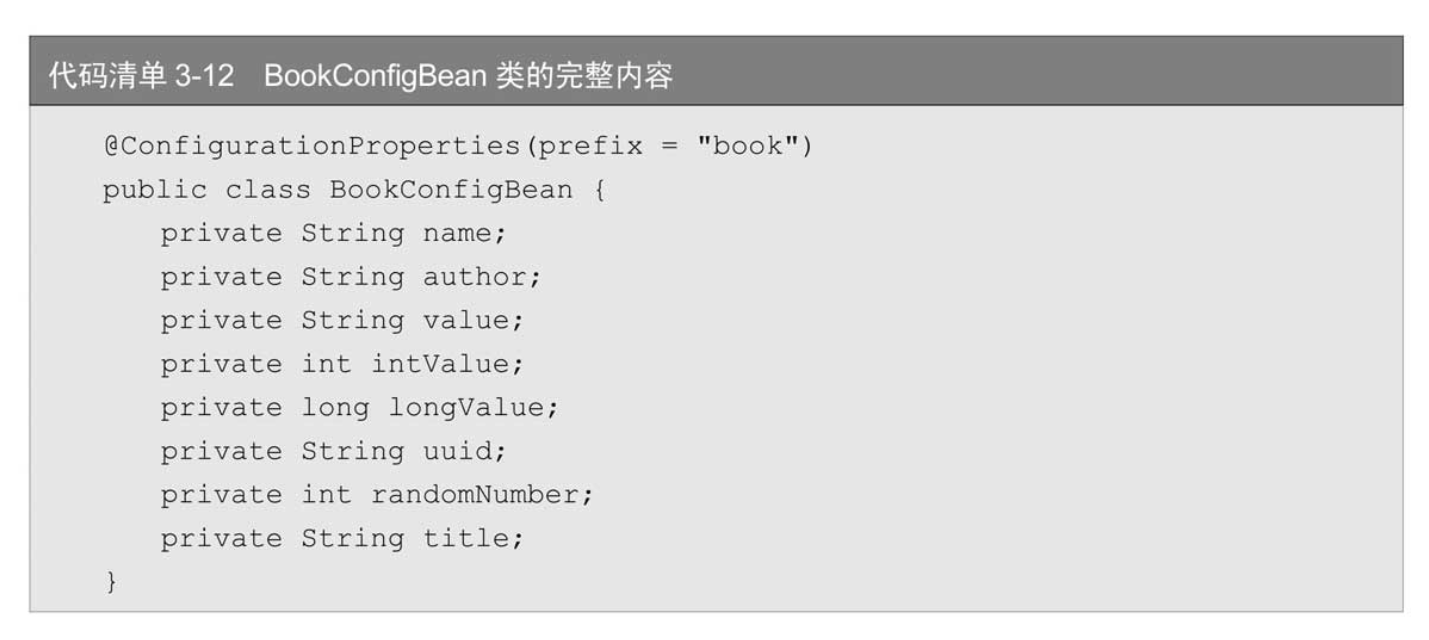 代码清单 3-12 BookConfigBean 类的完整内容
@ConfigurationProperties(prefix = "book")
public class BookConfigBean {
private String name;
private String author;
private String value;
private int intValue;
private long longValue;
private String uuid;
private int randomNumber;
private String title;
}